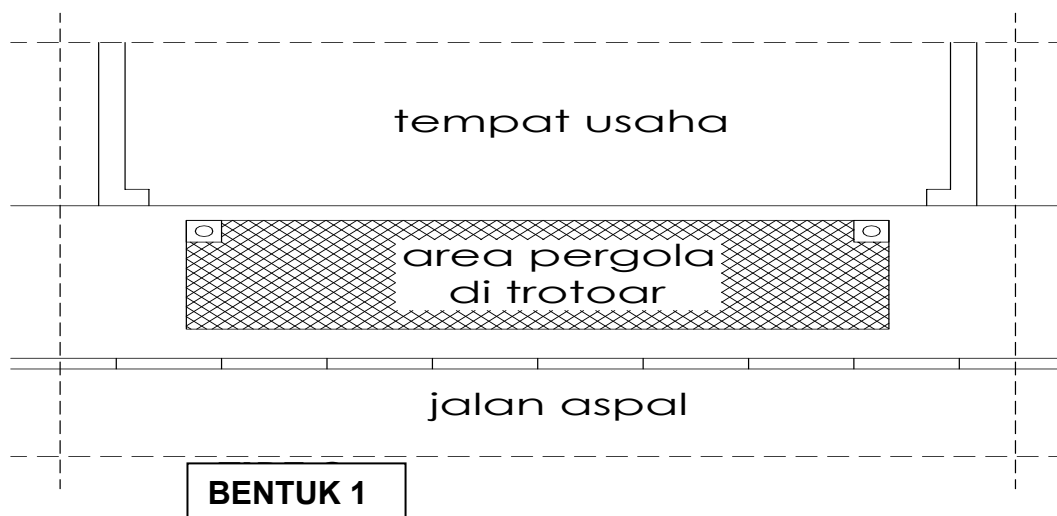 tempat usaha
area pergola
di trotoar
jalan aspal
BENTUK 1